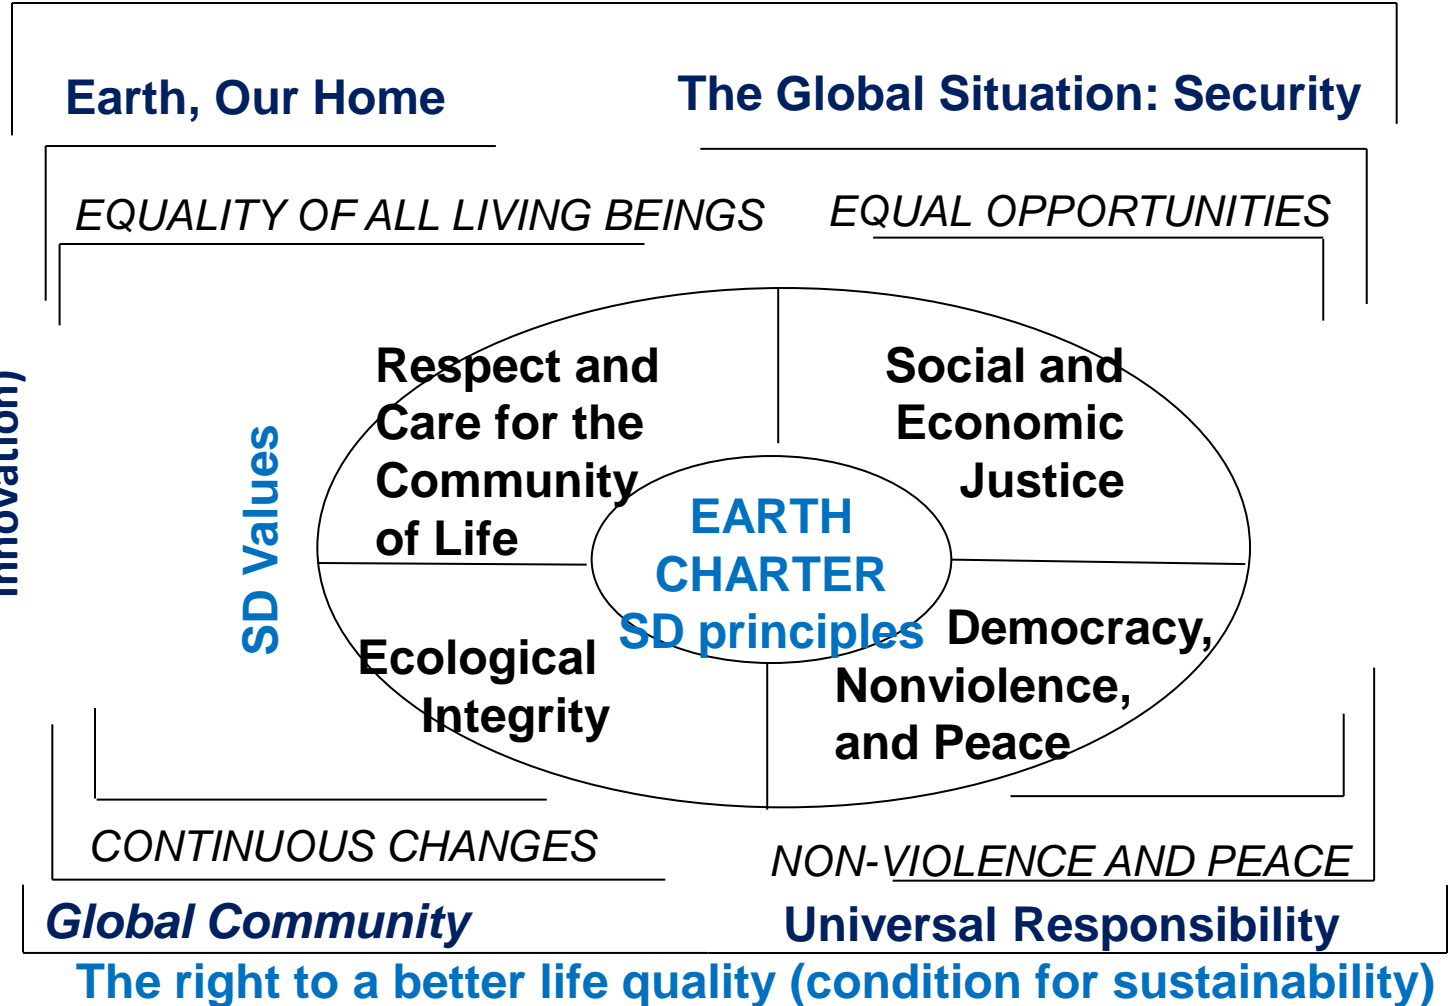 Earth, Our Home
The Global Situation: Security
EQUALITY OF ALL LIVING BEINGS
EQUAL OPPORTUNITIES
Innovation)
SD Values
Respect and
Care for the
Community
of Life
Social and
Economic
Justice
EARTH
CHARTER
SD principles
Ecological
Integrity
Democracy,
Nonviolence,
and Peace
CONTINUOUS CHANGES
NON-VIOLENCE AND PEACE
Global Community
Universal Responsibility
The right to a better life quality (condition for sustainability)